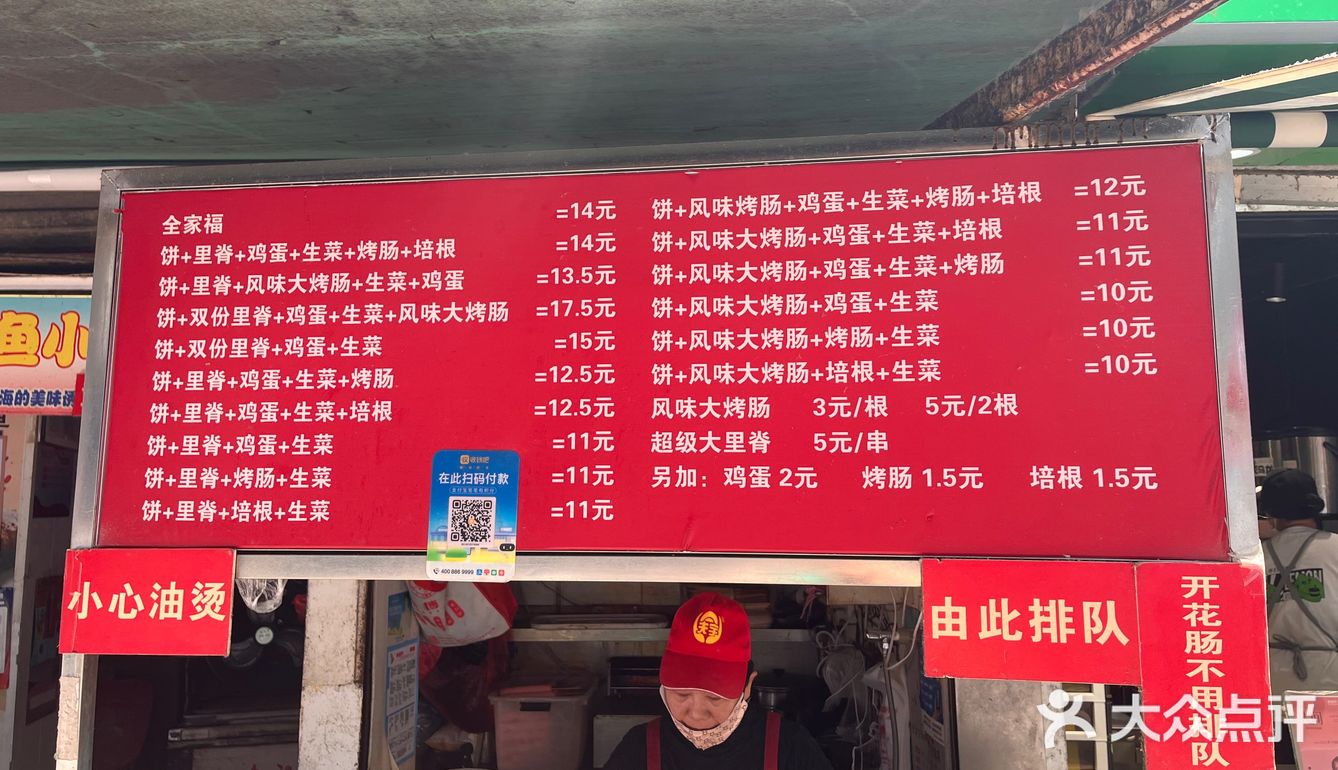 全家福 =14元
饼+里脊+鸡蛋+生菜+烤肠+培根 =14元
饼+里脊+风味大烤肠+生菜+鸡蛋 =13.5元
饼+双份里脊+鸡蛋+生菜+风味大烤肠 =17.5元
饼+双份里脊+鸡蛋+生菜 =15元
饼+里脊+鸡蛋+生菜+烤肠 =12.5元
饼+里脊+鸡蛋+生菜+培根 =12.5元
饼+里脊+鸡蛋+生菜 =11元
饼+里脊+烤肠+生菜 =11元
饼+里脊+培根+生菜 =11元
饼+风味烤肠+鸡蛋+生菜+烤肠+培根 =12元
饼+风味大烤肠+鸡蛋+生菜+培根 =11元
饼+风味大烤肠+鸡蛋+生菜+烤肠 =11元
饼+风味大烤肠+鸡蛋+生菜 =10元
饼+风味大烤肠+烤肠+生菜 =10元
饼+风味大烤肠+培根+生菜 =10元
风味大烤肠 3元/根 5元/2根
超级大里脊 5元/串
另加：鸡蛋 2元 烤肠 1.5元 培根 1.5元
收钱吧
在此扫码付款
400 886 9999
鱼小
海的美味诱
小心油烫
由此排队
开花肠不用排队
大众点评